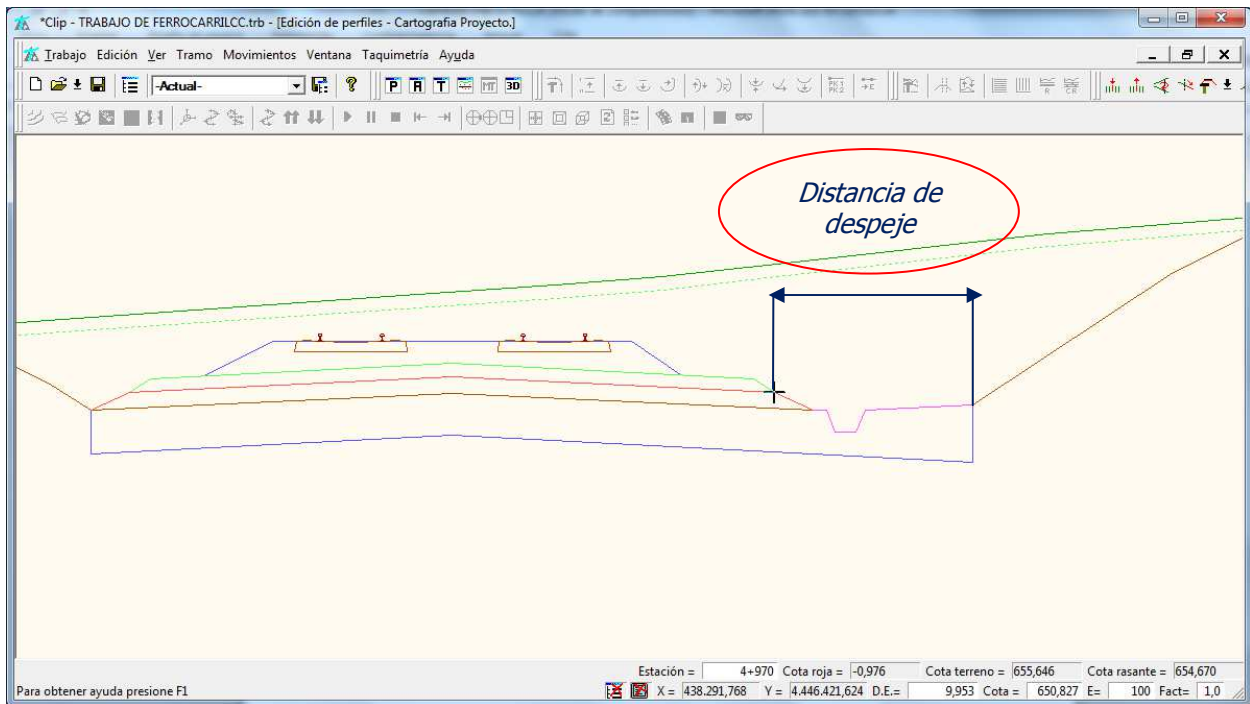 *Clip - TRABAJO DE FERROCARRILCC.trb - [Edición de perfiles - Cartografia Proyecto.]
Trabajo Edición Ver Tramo Movimientos Ventana Taquimetría Ayuda
-Actual- P A T MT 3D
Distancia de
despeje
Estación = 4+970 Cota roja = -0,976 Cota terreno = 655,646 Cota rasante = 654,670
Para obtener ayuda presione F1 X = 438.291,768 Y = 4.446.421,624 D.E.= 9,953 Cota = 650,827 E= 100 Fact= 1,0